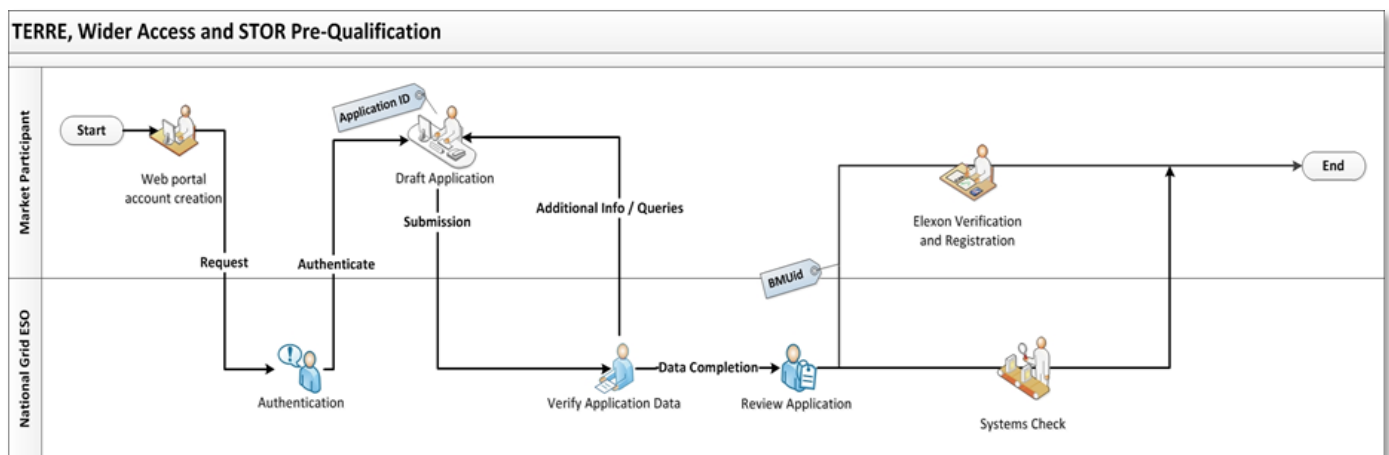 TERRE, Wider Access and STOR Pre-Qualification
Market Participant
Start
Web portal
account creation
Request
Authenticate
Application ID
Draft Application
Submission
Additional Info / Queries
BMUid
Elexon Verification
and Registration
End
National Grid ESO
Authentication
Verify Application Data
Data Completion
Review Application
Systems Check